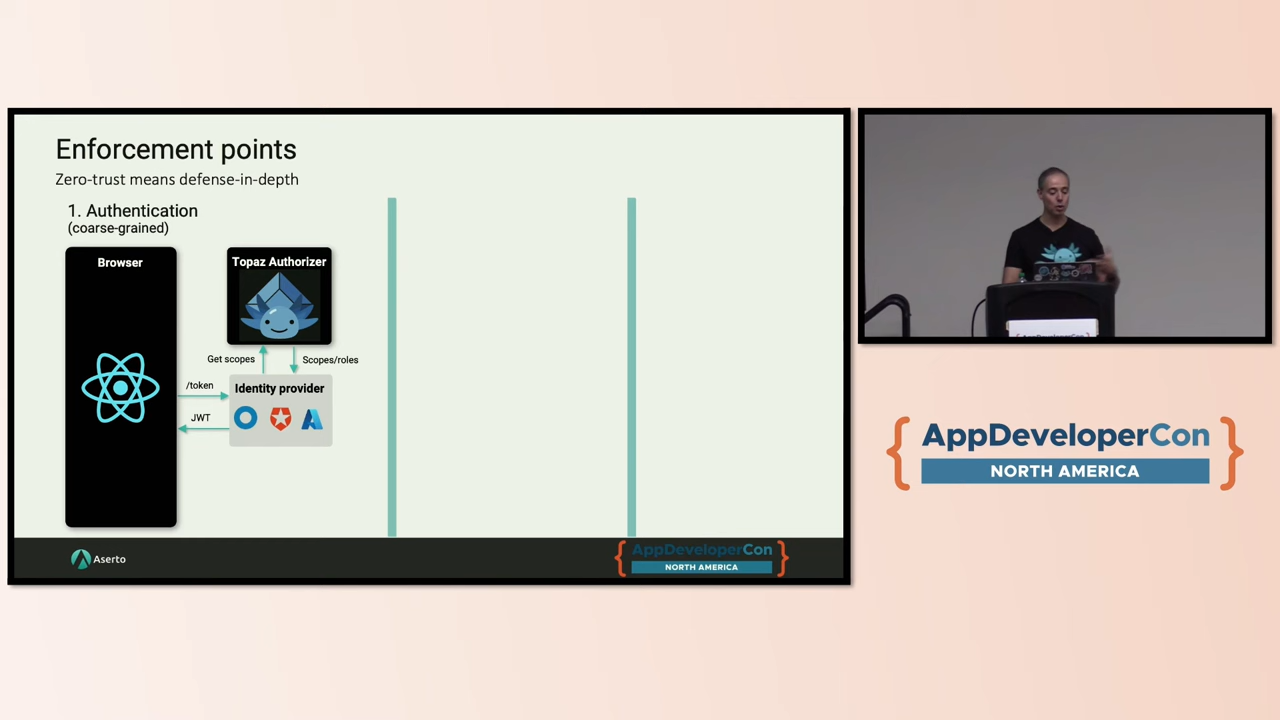 Enforcement points
Zero-trust means defense-in-depth
1. Authentication
(coarse-grained)
Browser
Topaz Authorizer
Get scopes
Scopes/roles
/token
JWT
Identity provider
Aserto
AppDeveloperCon
NORTH AMERICA
AppDeveloperCon
NORTH AMERICA